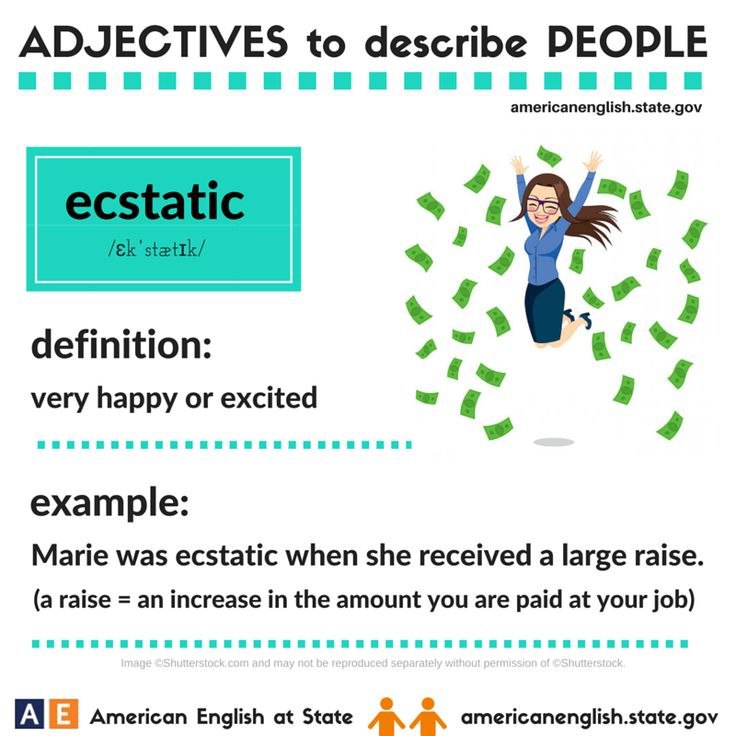 ADJECTIVES to describe PEOPLE
americanenglish.state.gov
ecstatic
/ɛkˈstætɪk/
definition:
very happy or excited
example:
Marie was ecstatic when she received a large raise.
(a raise = an increase in the amount you are paid at your job)
Image ©Shutterstock.com and may not be reproduced separately without permission of ©Shutterstock.
AE American English at State americanenglish.state.gov